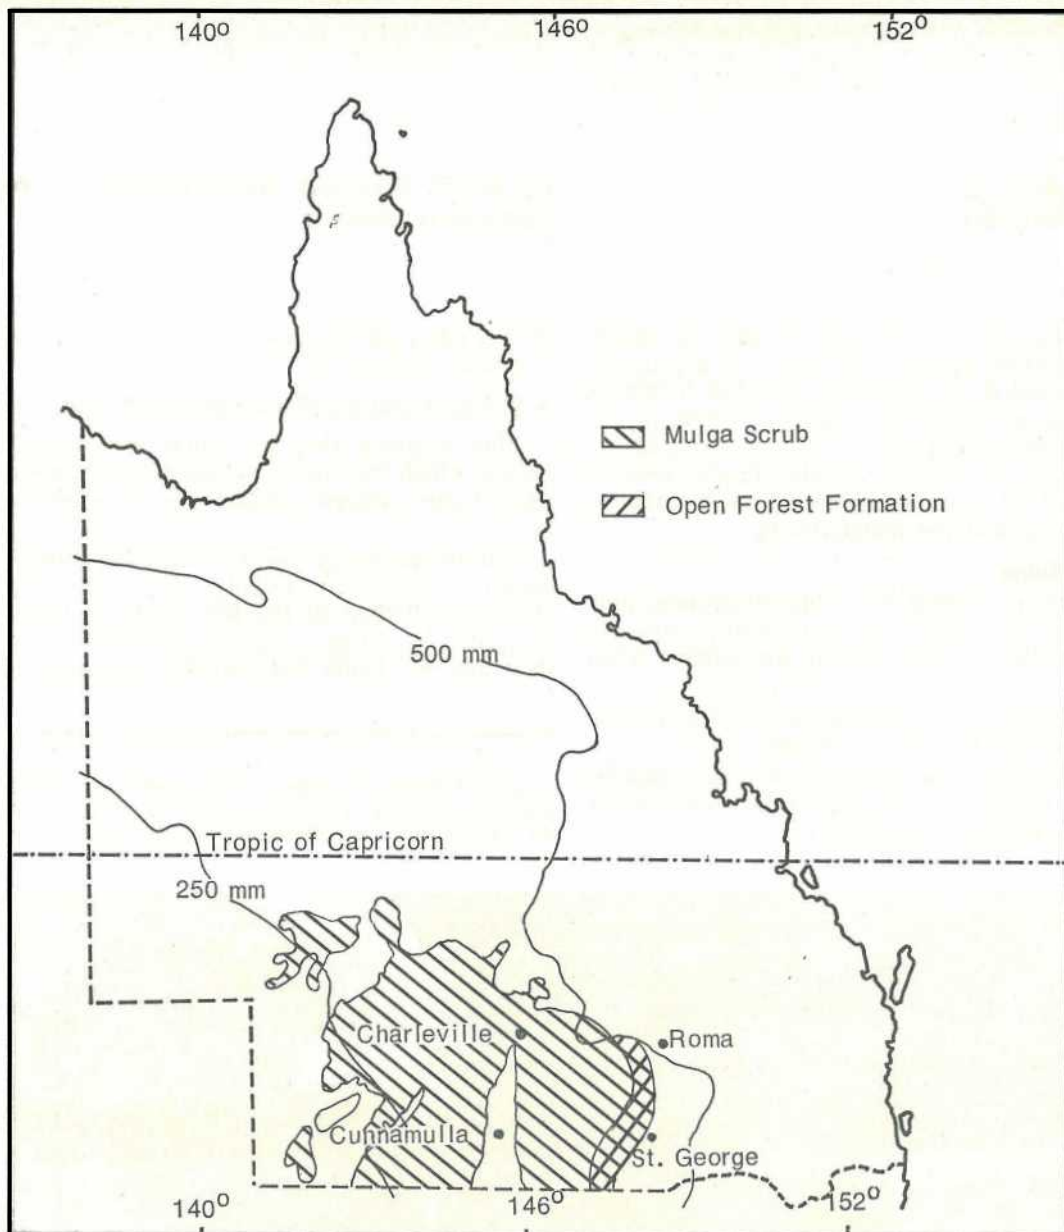 140° 146° 152°
Mulga Scrub
Open Forest Formation
500 mm
Tropic of Capricorn
250 mm
Charleville
Roma
Cunnamulla
St. George
140° 146° 152°